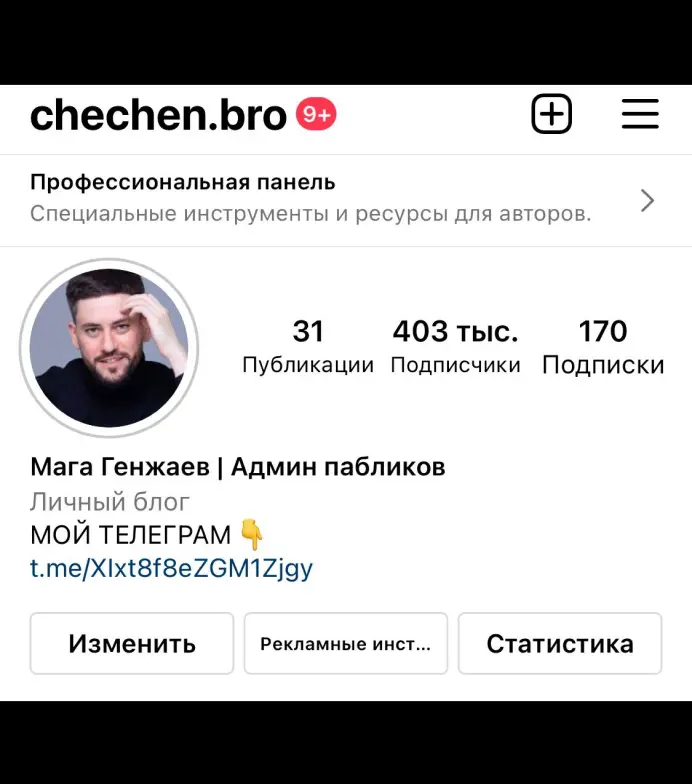 chechen.bro 9+
Профессиональная панель
Специальные инструменты и ресурсы для авторов.
31 403 тыс. 170
Публикации Подписчики Подписки
Мага Генжаев | Админ пабликов
Личный блог
МОЙ ТЕЛЕГРАМ 👇
t.me/XIxt8f8eZGM1Zjgy
Изменить Рекламные инст... Статистика